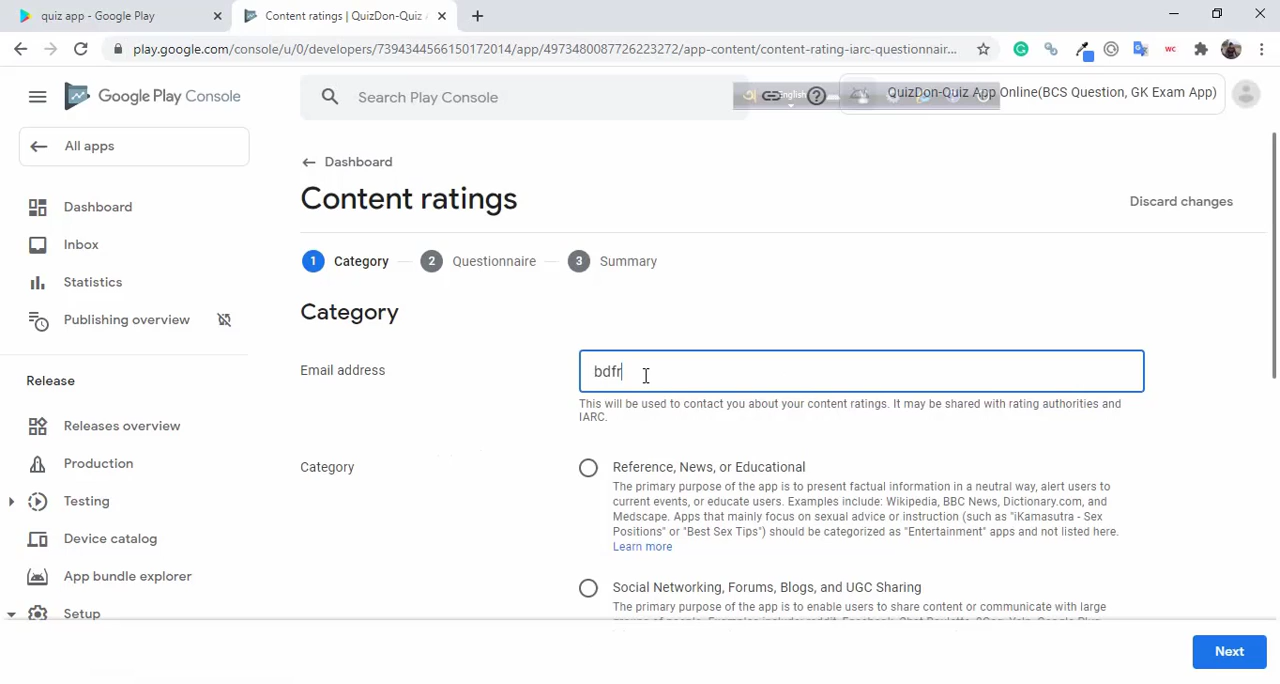 quiz app - Google Play
Content ratings | QuizDon-Quiz
play.google.com/console/u/0/developers/7394344566150172014/app/4973480087726223272/app-content/content-rating-iarc-questionnair...
Google Play Console
Search Play Console
English
QuizDon-Quiz App Online(BCS Question, GK Exam App)
All apps
Dashboard
Content ratings
Discard changes
Dashboard
Inbox
Statistics
Publishing overview
Release
Releases overview
Production
Testing
Device catalog
App bundle explorer
Setup
1 Category
2 Questionnaire
3 Summary
Category
Email address
bdfr
This will be used to contact you about your content ratings. It may be shared with rating authorities and
IARC.
Category
Reference, News, or Educational
The primary purpose of the app is to present factual information in a neutral way, alert users to
current events, or educate users. Examples include: Wikipedia, BBC News, Dictionary.com, and
Medscape. Apps that mainly focus on sexual advice or instruction (such as "iKamasutra - Sex
Positions" or "Best Sex Tips") should be categorized as "Entertainment" apps and not listed here.
Learn more
Social Networking, Forums, Blogs, and UGC Sharing
The primary purpose of the app is to enable users to share content or communicate with large
Next